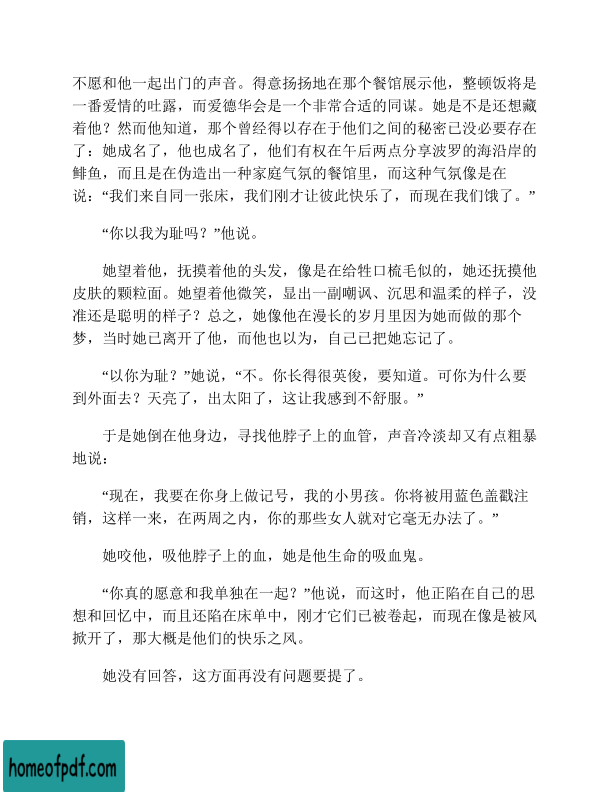 不愿和他一起出门的声音。得意扬扬地在那个餐馆展示他，整顿饭将是
一番爱情的吐露，而爱德华会是一个非常合适的同谋。她是不是还想藏
着他？然而他知道，那个曾经得以存在于他们之间的秘密已没必要存在
了：她成名了，他也成名了，他们有权在午后两点分享波罗的海沿岸的
鲱鱼，而且是在伪造出一种家庭气氛的餐馆里，而这种气氛像是在
说：“我们来自同一张床，我们刚才让彼此快乐了，而现在我们饿了。”
“你以我为耻吗？”他说。
她望着他，抚摸着他的头发，像是在给牲口梳毛似的，她还抚摸他
皮肤的颗粒面。她望着他微笑，显出一副嘲讽、沉思和温柔的样子，没
准还是聪明的样子？总之，她像他在漫长的岁月里因为她而做的那个
梦，当时她已离开了他，而他也以为，自己已把她忘记了。
“以你为耻？”她说，“不。你长得很英俊，要知道。可你为什么要
到外面去？天亮了，出太阳了，这让我感到不舒服。”
于是她倒在他身边，寻找他脖子上的血管，声音冷淡却又有点粗暴
地说：
“现在，我要在你身上做记号，我的小男孩。你将被用蓝色盖戳注
销，这样一来，在两周之内，你的那些女人就对它毫无办法了。”
她咬他，吸他脖子上的血，她是他生命的吸血鬼。
“你真的愿意和我单独在一起？”他说，而这时，他正陷在自己的思
想和回忆中，而且还陷在床单中，刚才它们已被卷起，而现在像是被风
掀开了，那大概是他们的快乐之风。
她没有回答，这方面再没有问题要提了。
homeofpdf.com